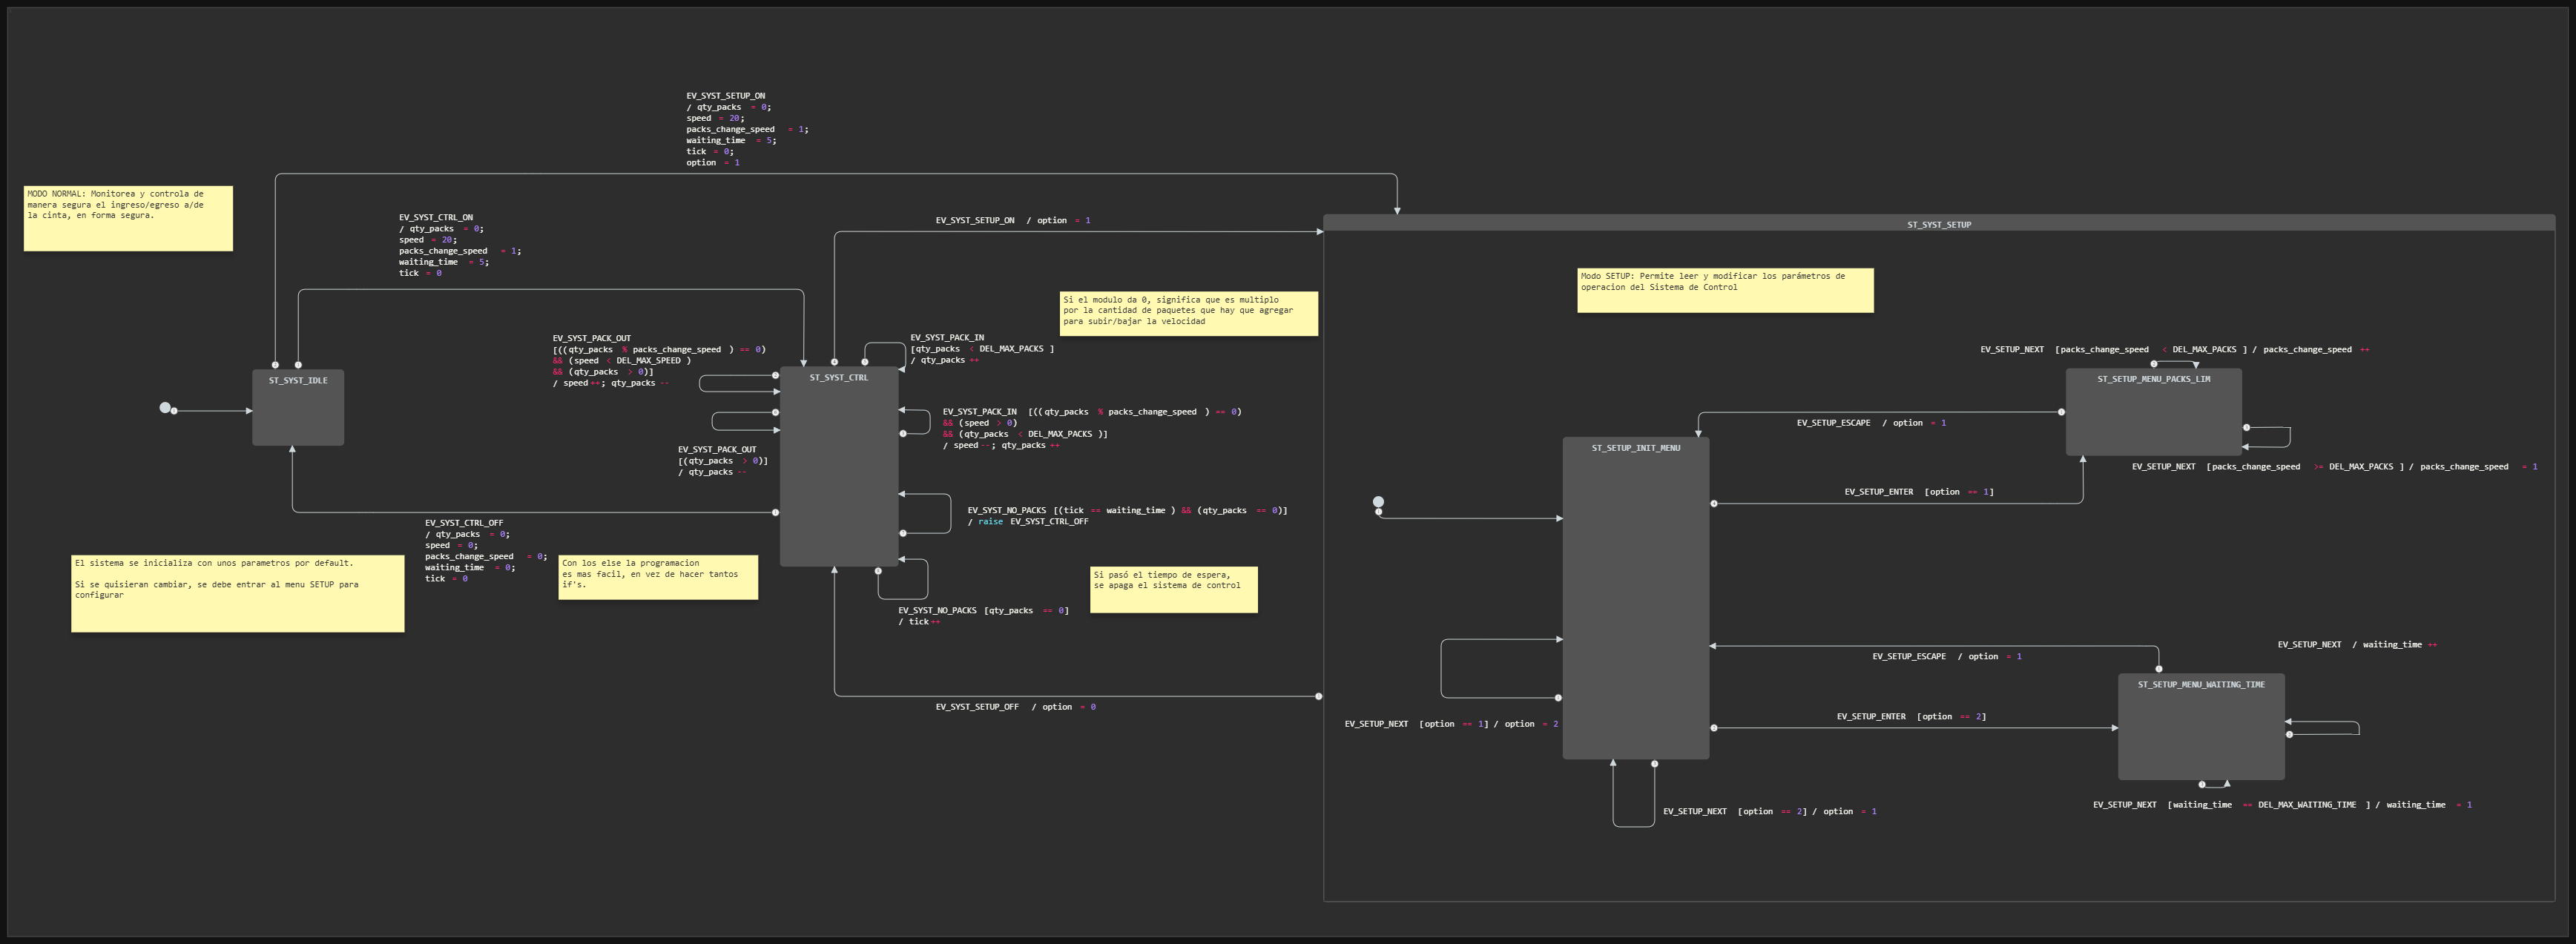 EV_SYST_SETUP_ON
/ qty_packs = 0;
speed = 20;
packs_change_speed = 1;
waiting_time = 5;
tick = 0;
option = 1
MODO NORMAL: Monitorea y controla de
manera segura el ingreso/egreso a/de
la cinta, en forma segura.
EV_SYST_CTRL_ON
/ qty_packs = 0;
speed = 20;
packs_change_speed = 1;
waiting_time = 5;
tick = 0
EV_SYST_SETUP_ON / option = 1
ST_SYST_SETUP
Modo SETUP: Permite leer y modificar los parámetros de
operacion del Sistema de Control
Si el modulo da 0, significa que es multiplo
por la cantidad de paquetes que hay que agregar
para subir/bajar la velocidad
EV_SYST_PACK_OUT
[((qty_packs % packs_change_speed ) == 0)
&& (speed < DEL_MAX_SPEED )
&& (qty_packs > 0)]
/ speed++; qty_packs--
EV_SYST_PACK_IN
[qty_packs < DEL_MAX_PACKS ]
/ qty_packs++
ST_SYST_IDLE
ST_SYST_CTRL
EV_SETUP_NEXT [packs_change_speed < DEL_MAX_PACKS ] / packs_change_speed ++
ST_SETUP_MENU_PACKS_LIM
EV_SYST_PACK_IN [((qty_packs % packs_change_speed ) == 0)
&& (speed > 0)
&& (qty_packs < DEL_MAX_PACKS )]
/ speed--; qty_packs++
EV_SETUP_ESCAPE / option = 1
EV_SYST_PACK_OUT
[(qty_packs > 0)]
/ qty_packs--
ST_SETUP_INIT_MENU
EV_SETUP_NEXT [packs_change_speed >= DEL_MAX_PACKS ] / packs_change_speed = 1
EV_SETUP_ENTER [option == 1]
EV_SYST_NO_PACKS [(tick == waiting_time ) && (qty_packs == 0)]
/ raise EV_SYST_CTRL_OFF
EV_SYST_CTRL_OFF
/ qty_packs = 0;
speed = 0;
packs_change_speed = 0;
waiting_time = 0;
tick = 0
El sistema se inicializa con unos parametros por default.
Si se quisieran cambiar, se debe entrar al menu SETUP para
configurar
Con los else la programacion
es mas facil, en vez de hacer tantos
if's.
Si pasó el tiempo de espera,
se apaga el sistema de control
EV_SYST_NO_PACKS [qty_packs == 0]
/ tick++
EV_SETUP_NEXT / waiting_time ++
EV_SETUP_ESCAPE / option = 1
ST_SETUP_MENU_WAITING_TIME
EV_SYST_SETUP_OFF / option = 0
EV_SETUP_ENTER [option == 2]
EV_SETUP_NEXT [option == 1] / option = 2
EV_SETUP_NEXT [waiting_time == DEL_MAX_WAITING_TIME ] / waiting_time = 1
EV_SETUP_NEXT [option == 2] / option = 1